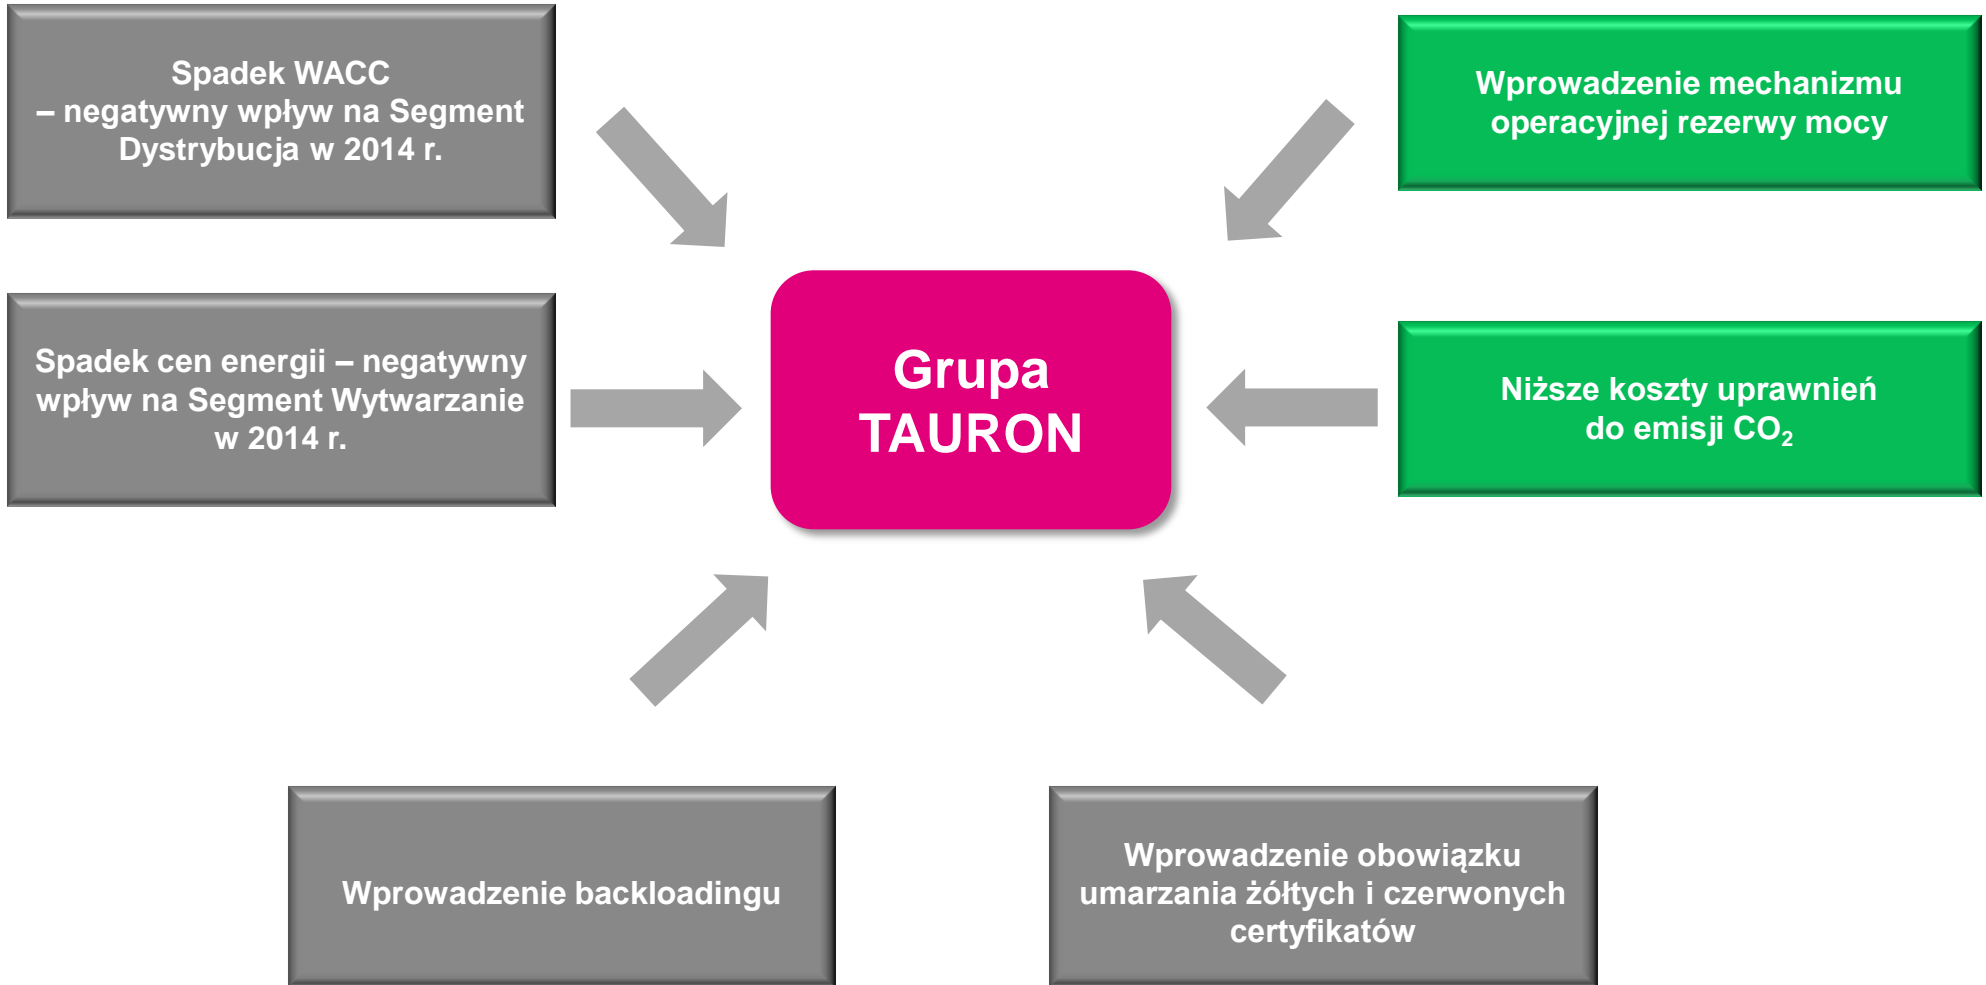 Spadek WACC
– negatywny wpływ na Segment
Dystrybucja w 2014 r.
Wprowadzenie mechanizmu
operacyjnej rezerwy mocy
Spadek cen energii – negatywny
wpływ na Segment Wytwarzanie
w 2014 r.
Grupa
TAURON
Niższe koszty uprawnień
do emisji CO₂
Wprowadzenie backloadingu
Wprowadzenie obowiązku
umarzania żółtych i czerwonych
certyfikatów